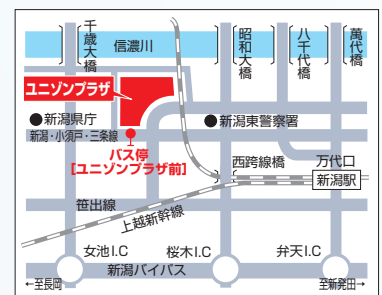 千歳大橋
信濃川
昭和大橋
八千代橋
萬代橋
ユニゾンプラザ
●新潟県庁
●新潟東警察署
新潟・小須戸・三条線
バス停
[ユニゾンプラザ前]
西跨線橋
万代口
新潟駅
笹出線
上越新幹線
女池I.C
桜木I.C
弁天I.C
新潟バイパス
←至長岡
至新発田→